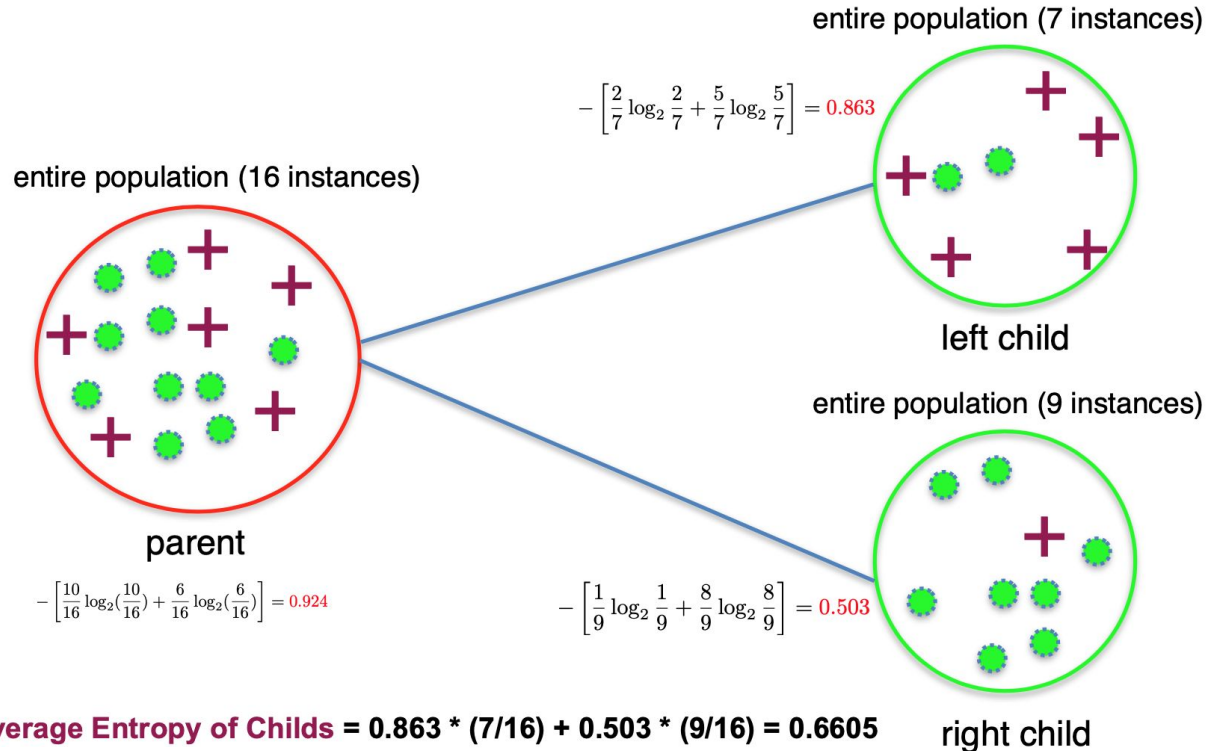 entire population (7 instances)
−[2/7 log₂ 2/7 + 5/7 log₂ 5/7] = 0.863
entire population (16 instances)
left child
entire population (9 instances)
parent
−[10/16 log₂(10/16) + 6/16 log₂(6/16)] = 0.924
−[1/9 log₂ 1/9 + 8/9 log₂ 8/9] = 0.503
verage Entropy of Childs = 0.863 * (7/16) + 0.503 * (9/16) = 0.6605
right child